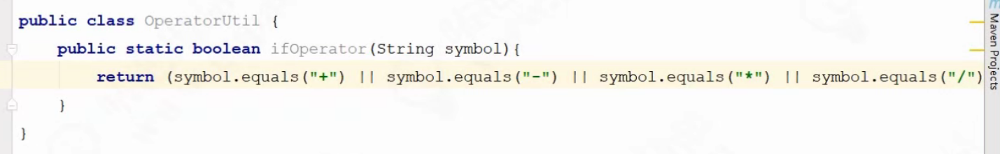 public class OperatorUtil {
public static boolean ifOperator(String symbol){
return (symbol.equals("+") || symbol.equals("-") || symbol.equals("*") || symbol.equals("/")
}
}
Maven Projects